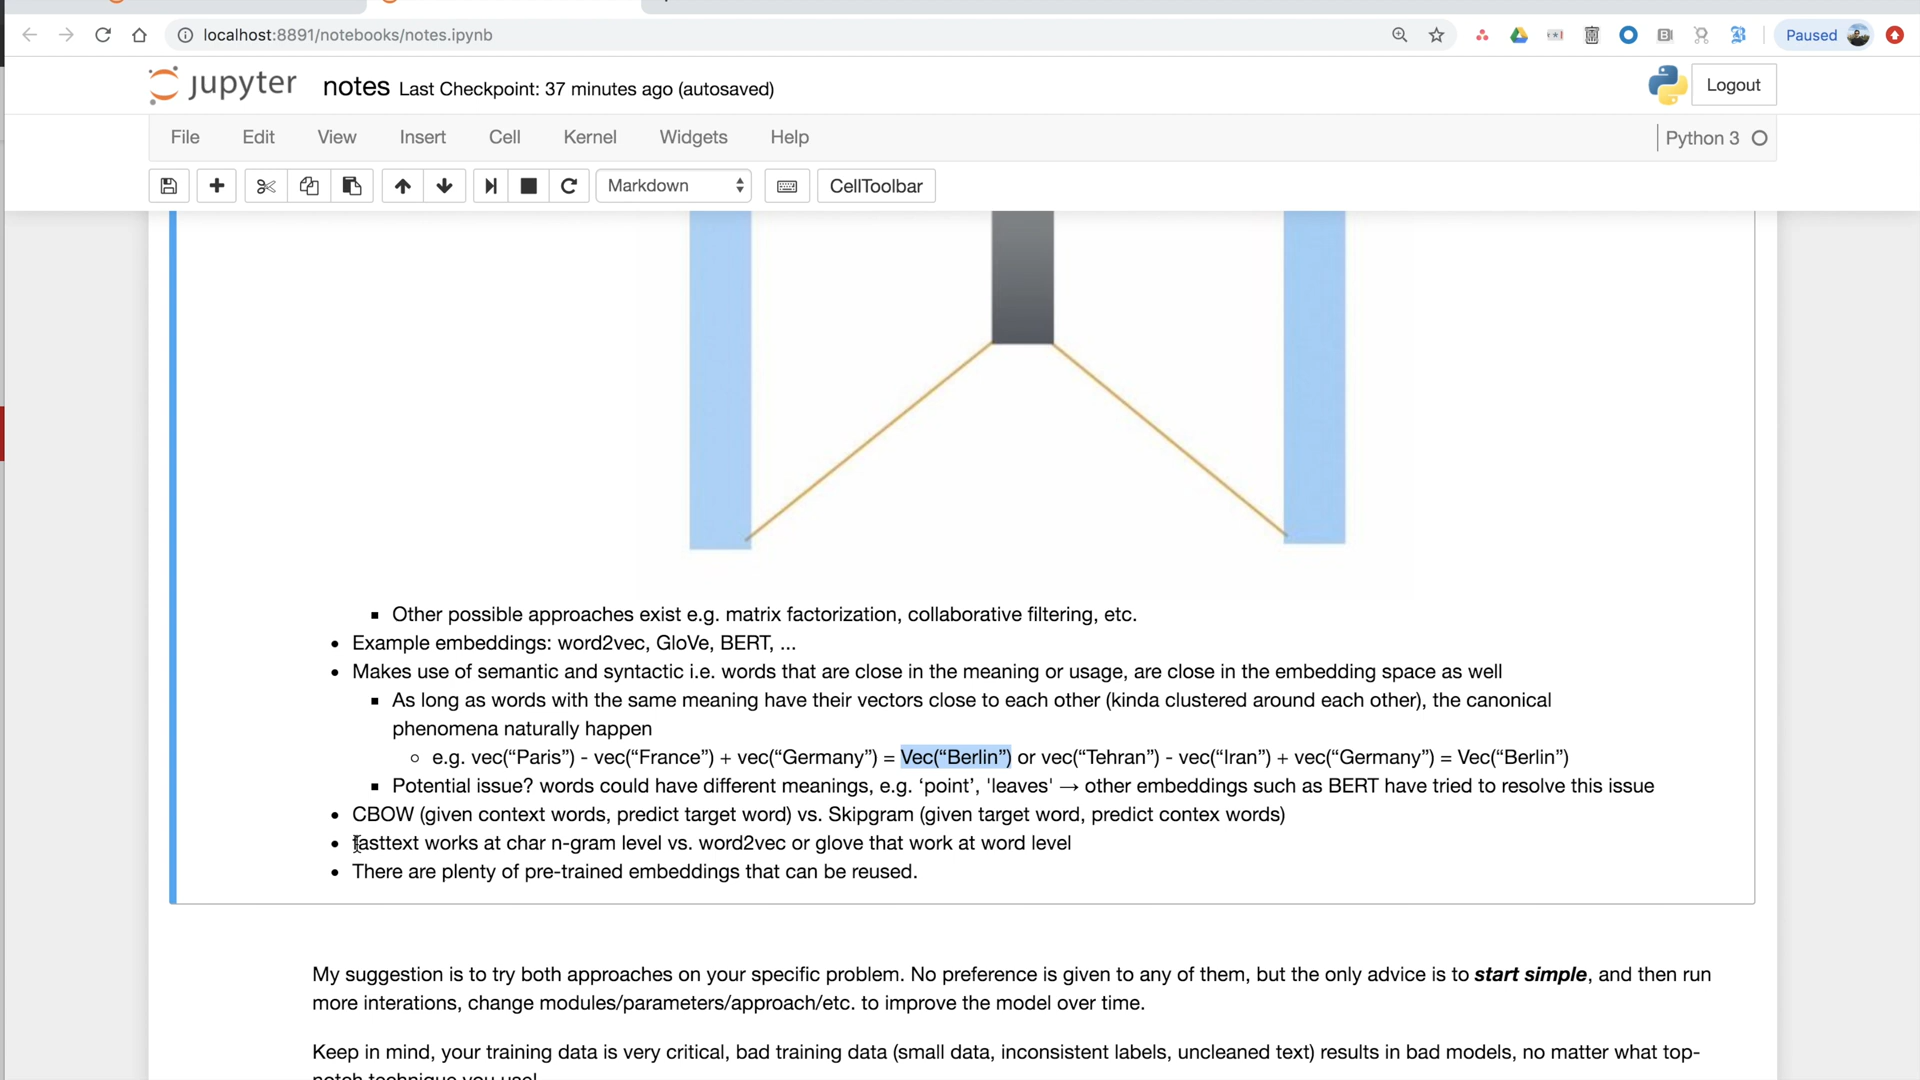 localhost:8891/notebooks/notes.ipynb
Paused
jupyter notes Last Checkpoint: 37 minutes ago (autosaved)
Logout
File Edit View Insert Cell Kernel Widgets Help
Python 3
Markdown
CellToolbar
Other possible approaches exist e.g. matrix factorization, collaborative filtering, etc.
Example embeddings: word2vec, GloVe, BERT, ...
Makes use of semantic and syntactic i.e. words that are close in the meaning or usage, are close in the embedding space as well
As long as words with the same meaning have their vectors close to each other (kinda clustered around each other), the canonical
phenomena naturally happen
e.g. vec(“Paris”) - vec(“France”) + vec(“Germany”) = Vec(“Berlin”) or vec(“Tehran”) - vec(“Iran”) + vec(“Germany”) = Vec(“Berlin”)
Potential issue? words could have different meanings, e.g. ‘point’, 'leaves' → other embeddings such as BERT have tried to resolve this issue
CBOW (given context words, predict target word) vs. Skipgram (given target word, predict contex words)
fasttext works at char n-gram level vs. word2vec or glove that work at word level
There are plenty of pre-trained embeddings that can be reused.
My suggestion is to try both approaches on your specific problem. No preference is given to any of them, but the only advice is to start simple, and then run
more interations, change modules/parameters/approach/etc. to improve the model over time.
Keep in mind, your training data is very critical, bad training data (small data, inconsistent labels, uncleaned text) results in bad models, no matter what top-
notch technique you use!